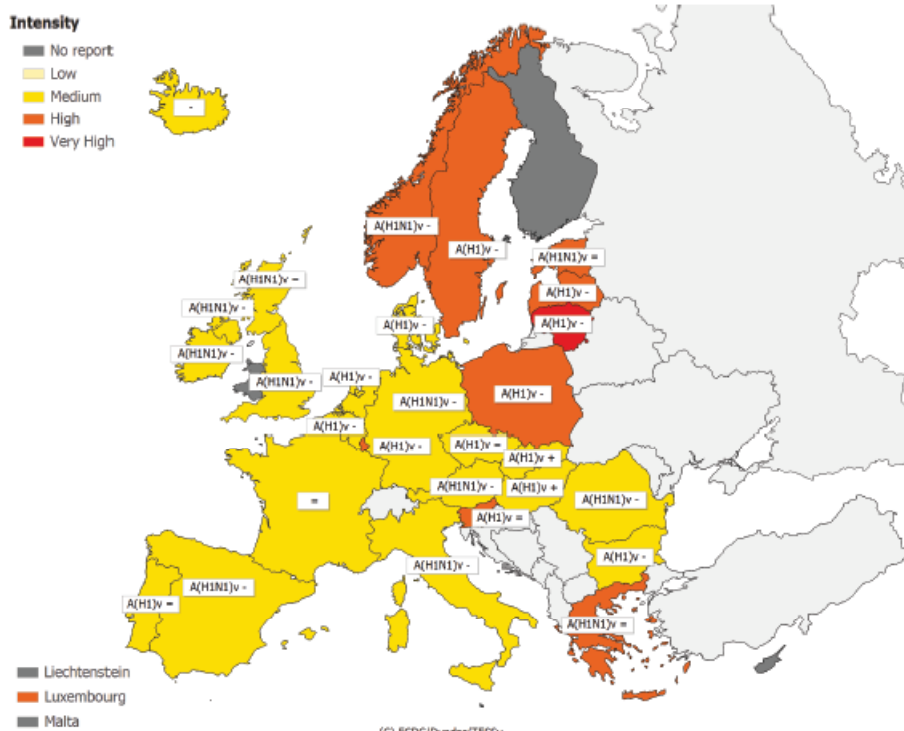 Intensity
No report
Low
Medium
High
Very High
-
A(H1N1)v -
A(H1)v -
A(H1N1)v =
A(H1)v -
A(H1)v -
A(H1N1)v =
A(H1N1)v -
A(H1N1)v -
A(H1N1)v -
A(H1)v -
A(H1)v -
A(H1)v -
A(H1N1)v -
A(H1)v -
A(H1)v -
A(H1)v =
A(H1)v +
A(H1N1)v -
A(H1)v +
A(H1N1)v -
=
A(H1)v =
A(H1)v -
A(H1N1)v -
A(H1N1)v -
A(H1)v =
A(H1N1)v =
Liechtenstein
Luxembourg
Malta